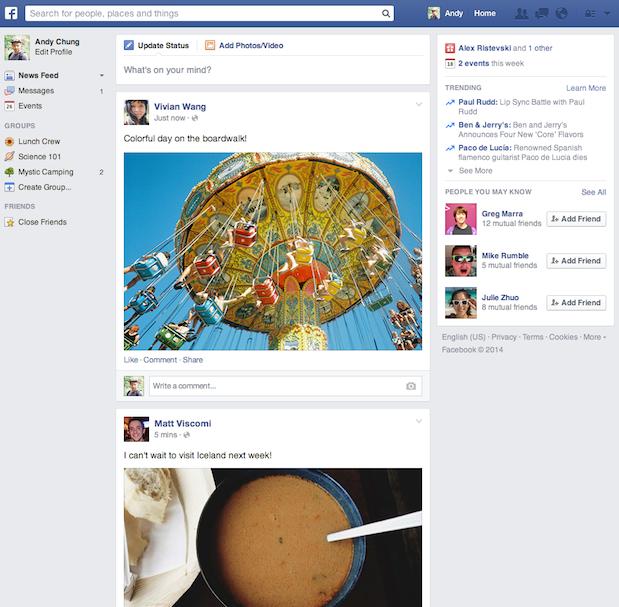 f
Search for people, places and things
Andy
Home
Andy Chung
Edit Profile
News Feed
Messages 1
26 Events
GROUPS
Lunch Crew
Science 101
Mystic Camping 2
Create Group...
FRIENDS
Close Friends
Update Status
Add Photos/Video
What's on your mind?
Vivian Wang
Just now ·
Colorful day on the boardwalk!
Like · Comment · Share
Write a comment...
Matt Viscomi
5 mins ·
I can't wait to visit Iceland next week!
Alex Ristevski and 1 other
2 events this week
TRENDING Learn More
Paul Rudd: Lip Sync Battle with Paul
Rudd
Ben & Jerry's: Ben and Jerry's
Announces Four New 'Core' Flavors
Paco de Lucía: Renowned Spanish
flamenco guitarist Paco de Lucia dies
See More
PEOPLE YOU MAY KNOW See All
Greg Marra
12 mutual friends
Add Friend
Mike Rumble
5 mutual friends
Add Friend
Julie Zhuo
8 mutual friends
Add Friend
English (US) · Privacy · Terms · Cookies · More
Facebook © 2014